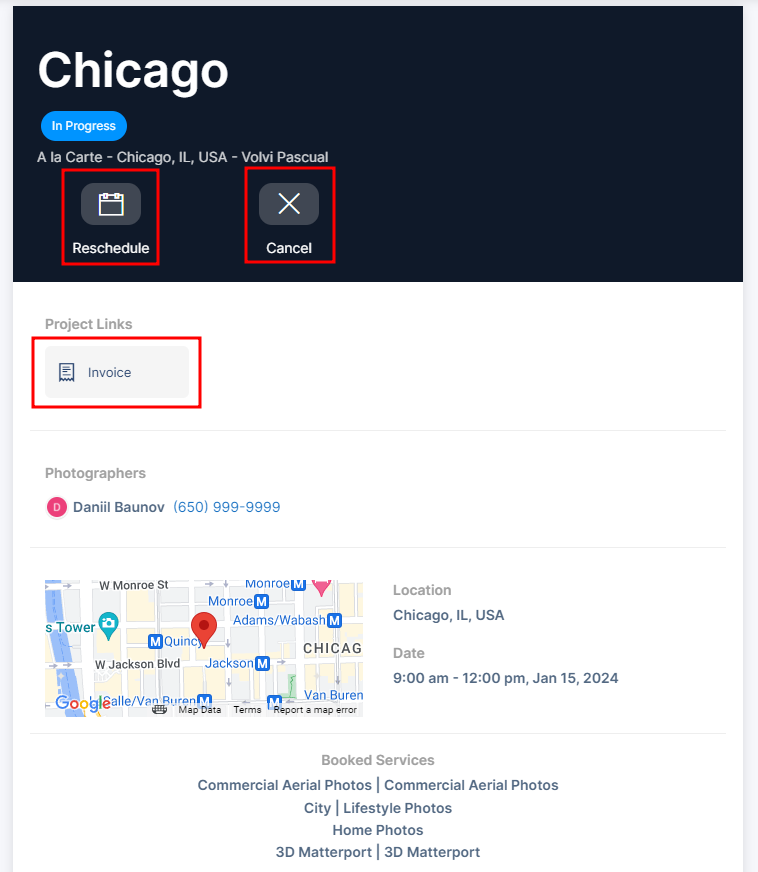 Chicago
In Progress
A la Carte - Chicago, IL, USA - Volvi Pascual
Reschedule
Cancel
Project Links
Invoice
Photographers
D
Daniil Baunov (650) 999-9999
W Monroe St
Monroe M
Monroe M
Adams/Wabash M
s Tower
M Quincy
CHICAG
W Jackson Blvd
Jackson M
Van Buren
Google
Salle/Van Buren M
M
Map Data
Terms
Report a map error
Location
Chicago, IL, USA
Date
9:00 am - 12:00 pm, Jan 15, 2024
Booked Services
Commercial Aerial Photos | Commercial Aerial Photos
City | Lifestyle Photos
Home Photos
3D Matterport | 3D Matterport